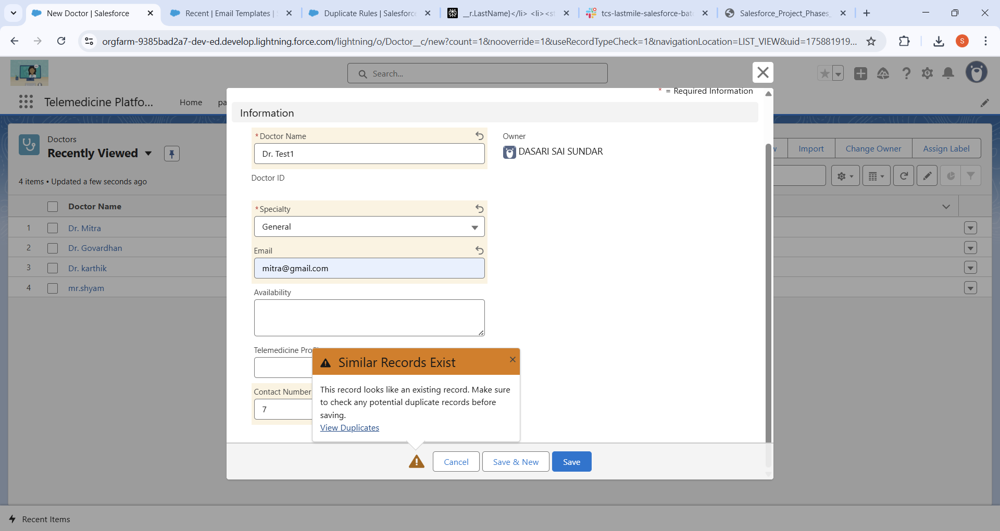 New Doctor | Salesforce
Recent | Email Templates |
Duplicate Rules | Salesforce
__r.LastName}</li> <li><st
tcs-lastmile-salesforce-bat
Salesforce_Project_Phases_
orgfarm-9385bad2a7-dev-ed.develop.lightning.force.com/lightning/o/Doctor__c/new?count=1&nooverride=1&useRecordTypeCheck=1&navigationLocation=LIST_VIEW&uid=175881919...
S
Search...
Telemedicine Platfo...
Home
pa
* = Required Information
Information
Doctors
Recently Viewed
4 items • Updated a few seconds ago
Import
Change Owner
Assign Label
Doctor Name
1
Dr. Mitra
2
Dr. Govardhan
3
Dr. karthik
4
mr.shyam
*Doctor Name
Dr. Test1
Owner
DASARI SAI SUNDAR
Doctor ID
*Specialty
General
Email
mitra@gmail.com
Availability
Telemedicine Pro
Contact Number
7
Similar Records Exist
This record looks like an existing record. Make sure
to check any potential duplicate records before
saving.
View Duplicates
Cancel
Save & New
Save
Recent Items